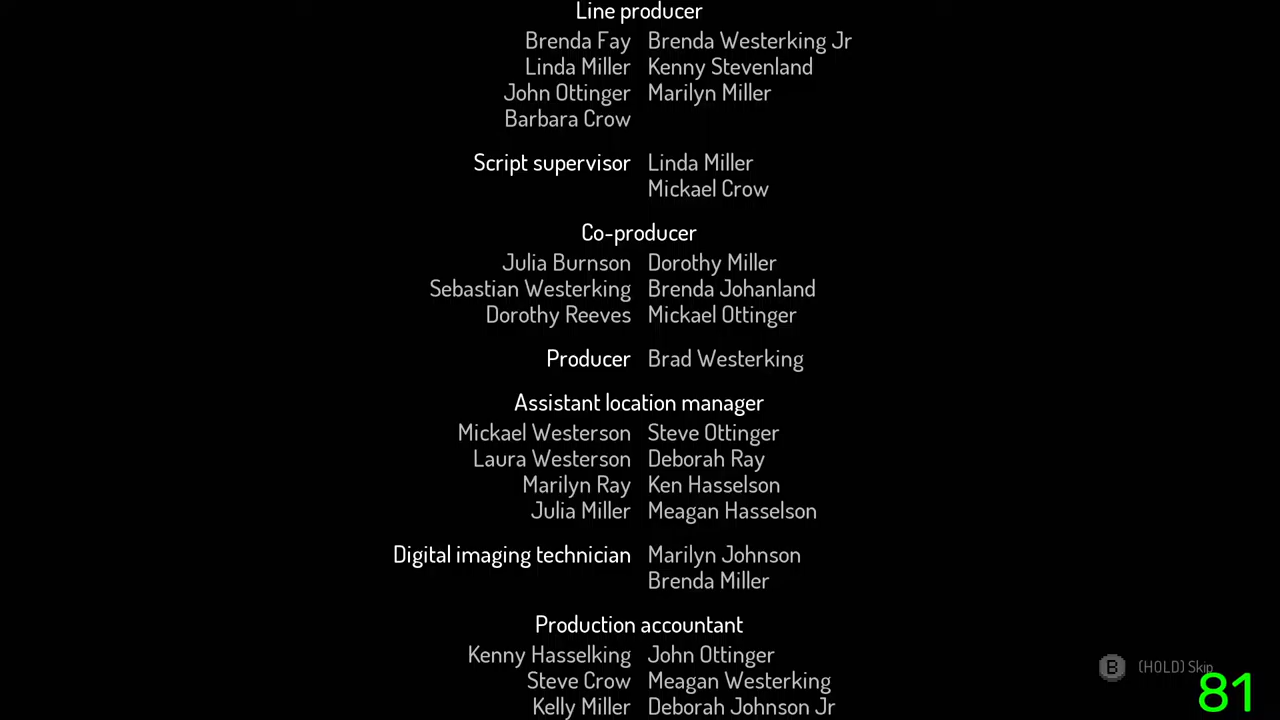 Line producer
Brenda Fay Brenda Westerking Jr
Linda Miller Kenny Stevenland
John Ottinger Marilyn Miller
Barbara Crow
Script supervisor Linda Miller
Mickael Crow
Co-producer
Julia Burnson Dorothy Miller
Sebastian Westerking Brenda Johanland
Dorothy Reeves Mickael Ottinger
Producer Brad Westerking
Assistant location manager
Mickael Westerson Steve Ottinger
Laura Westerson Deborah Ray
Marilyn Ray Ken Hasselson
Julia Miller Meagan Hasselson
Digital imaging technician Marilyn Johnson
Brenda Miller
Production accountant
Kenny Hasselking John Ottinger
Steve Crow Meagan Westerking
Kelly Miller Deborah Johnson Jr
B (HOLD) Skip
81